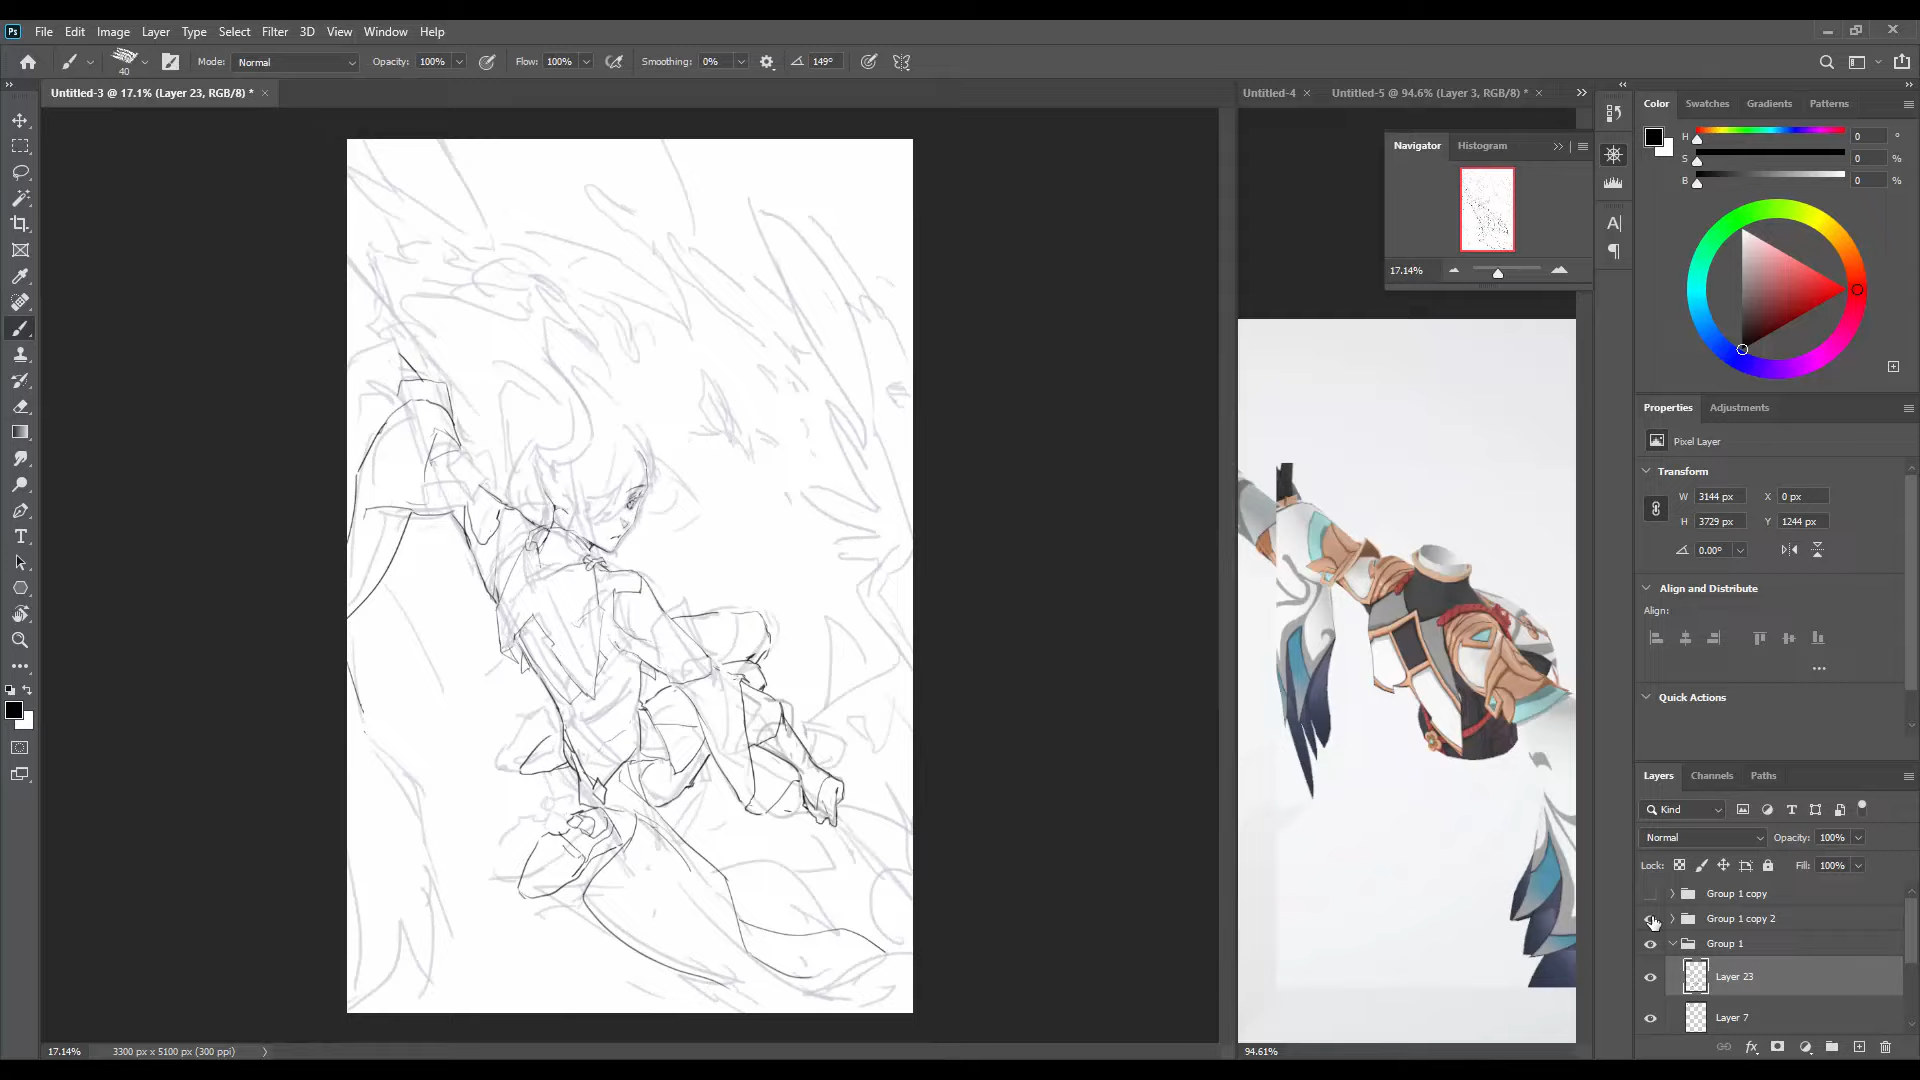 Ps File Edit Image Layer Type Select Filter 3D View Window Help
40 Mode: Normal Opacity: 100% Flow: 100% Smoothing: 0% 149°
Untitled-3 @ 17.1% (Layer 23, RGB/8) *
Untitled-4
Untitled-5 @ 94.6% (Layer 3, RGB/8) *
Navigator Histogram
17.14%
Color Swatches Gradients Patterns
H 0 °
S 0 %
B 0 %
Properties Adjustments
Pixel Layer
Transform
W 3144 px X 0 px
H 3729 px Y 1244 px
0.00°
Align and Distribute
Align:
Quick Actions
Layers Channels Paths
Kind
Normal Opacity: 100%
Lock: Fill: 100%
Group 1 copy
Group 1 copy 2
Group 1
Layer 23
Layer 7
17.14% 3300 px x 5100 px (300 ppi)
94.61%